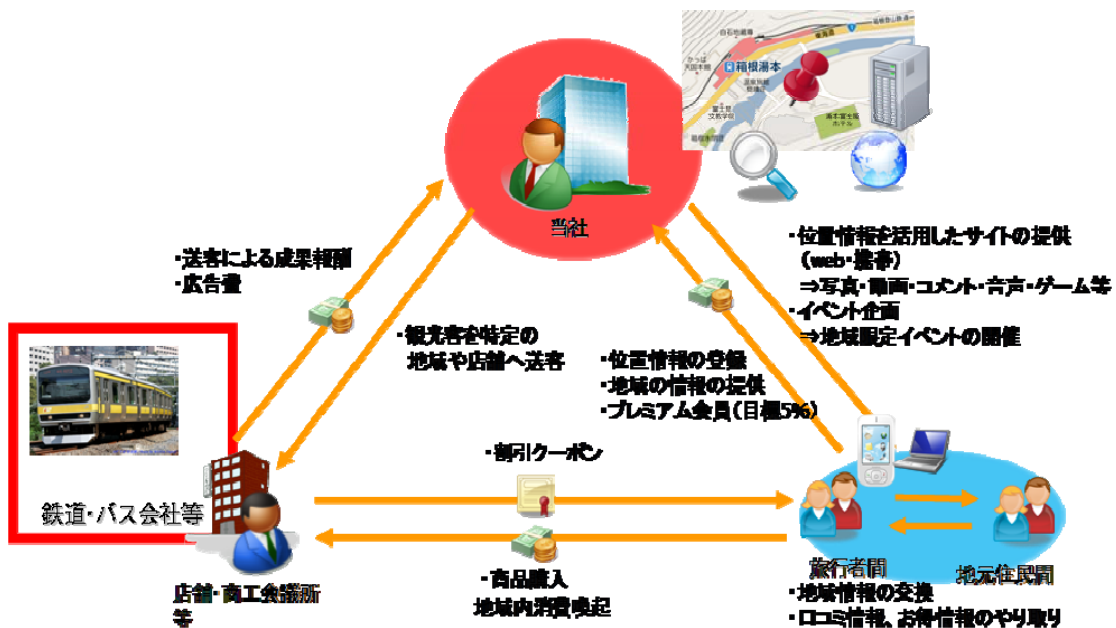 箱根湯本
当社
・送客による成果報酬
・広告費
・観光客を特定の
地域や店舗へ送客
・位置情報の登録
・地域の情報の提供
・プレミアム会員(目標5%)
・位置情報を活用したサイトの提供
(web・携帯)
⇒写真・動画・コメント・音声・ゲーム等
・イベント企画
⇒地域限定イベントの開催
・割引クーポン
鉄道・バス会社等
店舗・商工会議所
等
・商品購入
地域内消費喚起
旅行者間
地元住民間
・地域情報の交換
・口コミ情報、お得情報のやり取り